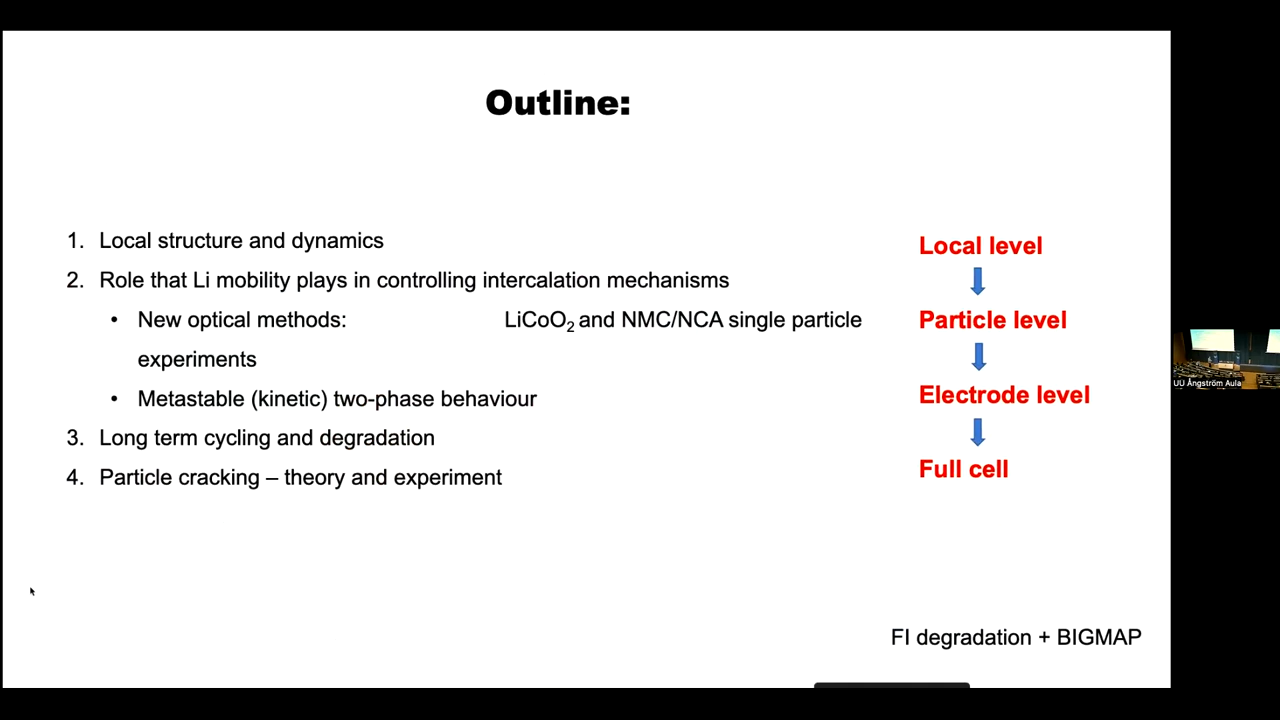 Outline:
1. Local structure and dynamics
2. Role that Li mobility plays in controlling intercalation mechanisms
• New optical methods: LiCoO₂ and NMC/NCA single particle
experiments
• Metastable (kinetic) two-phase behaviour
3. Long term cycling and degradation
4. Particle cracking – theory and experiment
Local level
Particle level
Electrode level
Full cell
FI degradation + BIGMAP
UU Ångström Aula